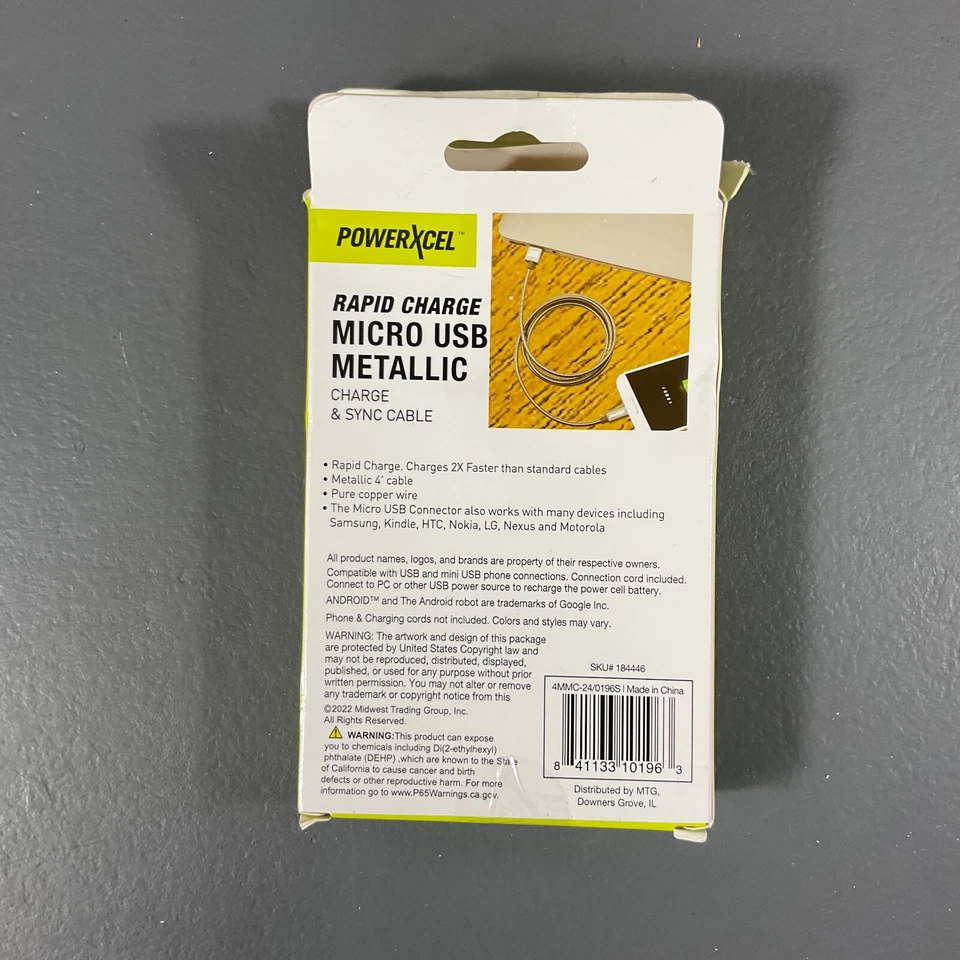 POWERXCEL™
RAPID CHARGE
MICRO USB
METALLIC
CHARGE
& SYNC CABLE
• Rapid Charge. Charges 2X Faster than standard cables
• Metallic 4' cable
• Pure copper wire
• The Micro USB Connector also works with many devices including
Samsung, Kindle, HTC, Nokia, LG, Nexus and Motorola
All product names, logos, and brands are property of their respective owners.
Compatible with USB and mini USB phone connections. Connection cord included.
Connect to PC or other USB power source to recharge the power cell battery.
ANDROID™ and The Android robot are trademarks of Google Inc.
Phone & Charging cords not included. Colors and styles may vary.
WARNING: The artwork and design of this package
are protected by United States Copyright law and
may not be reproduced, distributed, displayed,
published, or used for any purpose without prior
written permission. You may not alter or remove
any trademark or copyright notice from this
©2022 Midwest Trading Group, Inc.
All Rights Reserved.
WARNING:This product can expose
you to chemicals including Di(2-ethylhexyl)
phthalate (DEHP) ,which are known to the State
of California to cause cancer and birth
defects or other reproductive harm. For more
information go to www.P65Warnings.ca.gov.
SKU# 184446
4MMC-24/0196S | Made in China
8 41133 10196 3
Distributed by MTG,
Downers Grove, IL